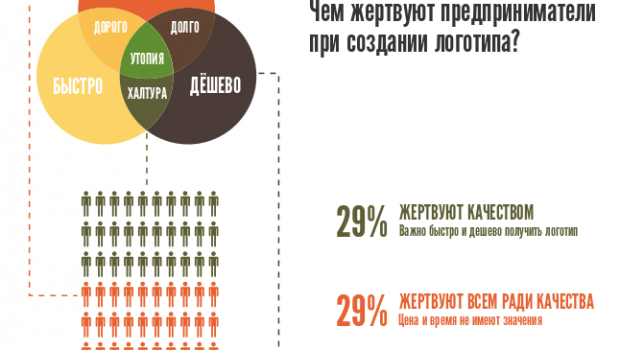 Чем жертвуют предприниматели
при создании логотипа?
ДОРОГО
ДОЛГО
УТОПИЯ
БЫСТРО
ХАЛТУРА
ДЁШЕВО
29%
ЖЕРТВУЮТ КАЧЕСТВОМ
Важно быстро и дешево получить логотип
29%
ЖЕРТВУЮТ ВСЕМ РАДИ КАЧЕСТВА
Цена и время не имеют значения